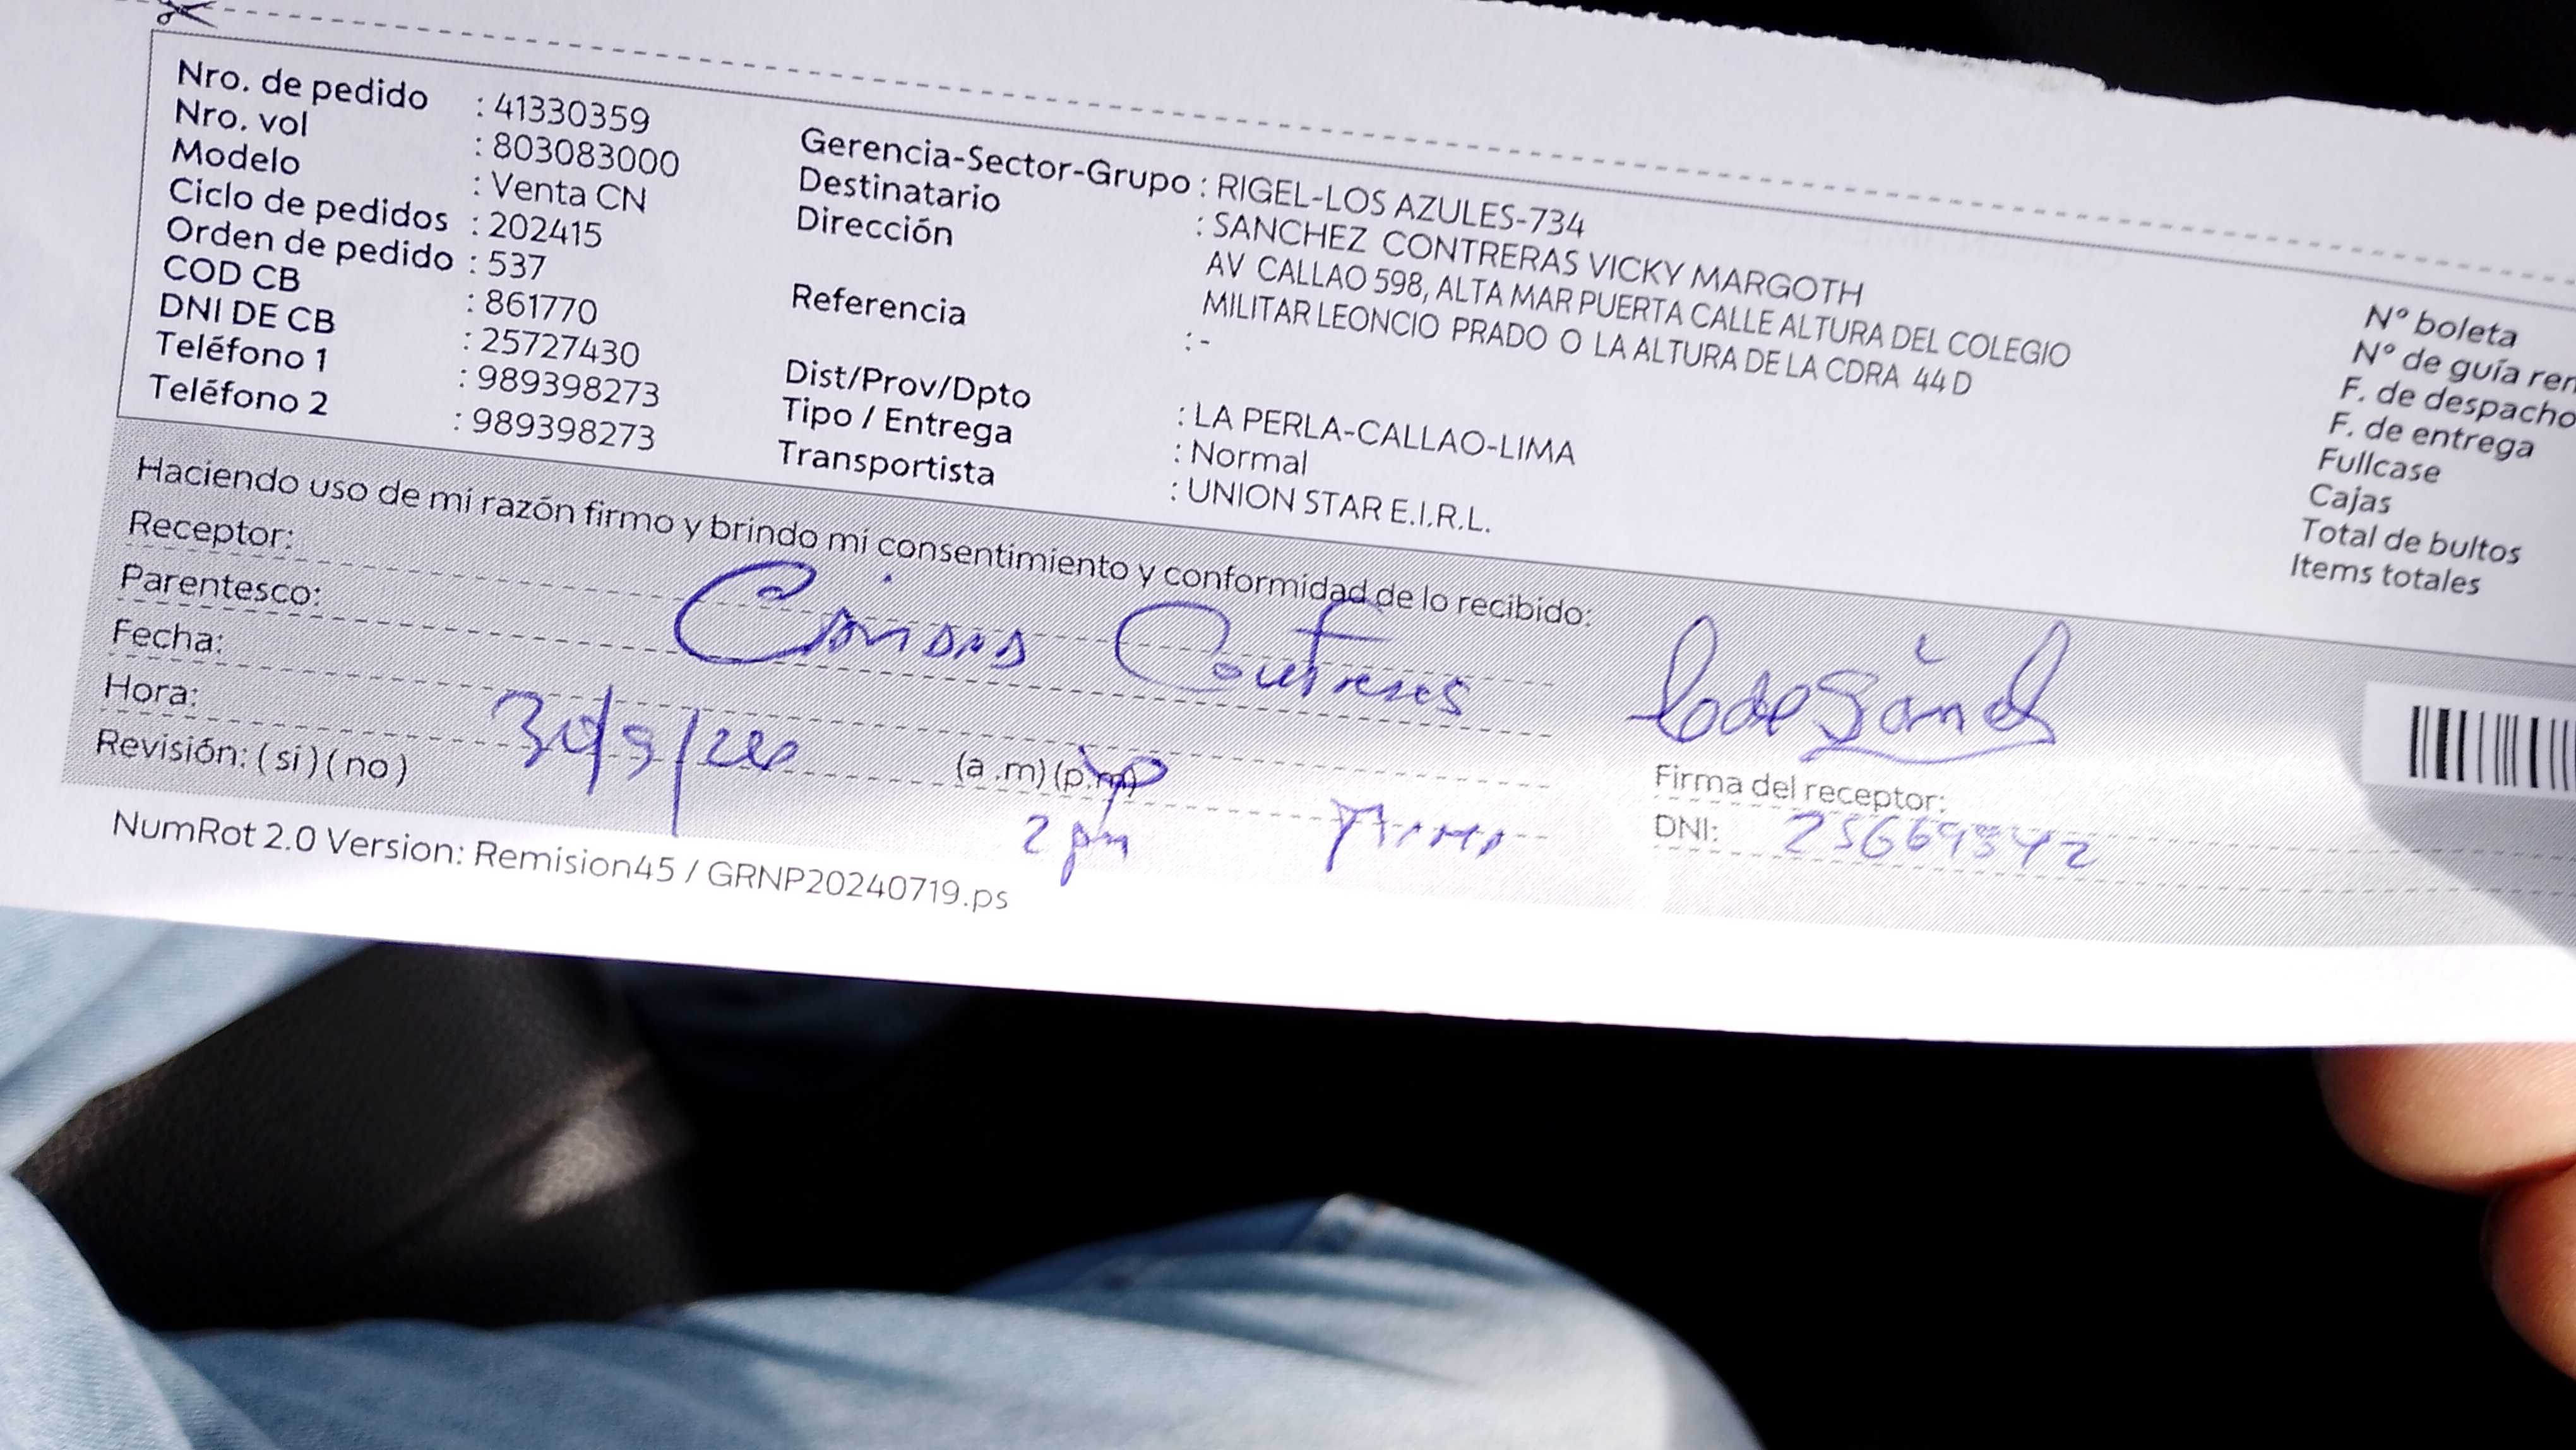 Nro. de pedido : 41330359
Nro. vol : 803083000
Modelo : Venta CN
Ciclo de pedidos : 202415
Orden de pedido : 537
COD CB : 861770
DNI DE CB : 25727430
Teléfono 1 : 989398273
Teléfono 2 : 989398273
Gerencia-Sector-Grupo : RIGEL-LOS AZULES-734
Destinatario : SANCHEZ CONTRERAS VICKY MARGOTH
Dirección AV CALLAO 598, ALTA MAR PUERTA CALLE ALTURA DEL COLEGIO
MILITAR LEONCIO PRADO O LA ALTURA DE LA CDRA 44 D
Referencia : -
Dist/Prov/Dpto : LA PERLA-CALLAO-LIMA
Tipo / Entrega : Normal
Transportista : UNION STAR E.I.R.L.
N° boleta
N° de guía rem
F. de despacho
F. de entrega
Fullcase
Cajas
Total de bultos
Items totales
Haciendo uso de mi razón firmo y brindo mi consentimiento y conformidad de lo recibido:
Receptor: Contreras
Parentesco:
Fecha: 30/9/
Hora: (a.m) (p.m)
2 pm
Revisión: ( si ) ( no )
Firma del receptor:
DNI:
NumRot 2.0 Version: Remision45 / GRNP20240719.ps